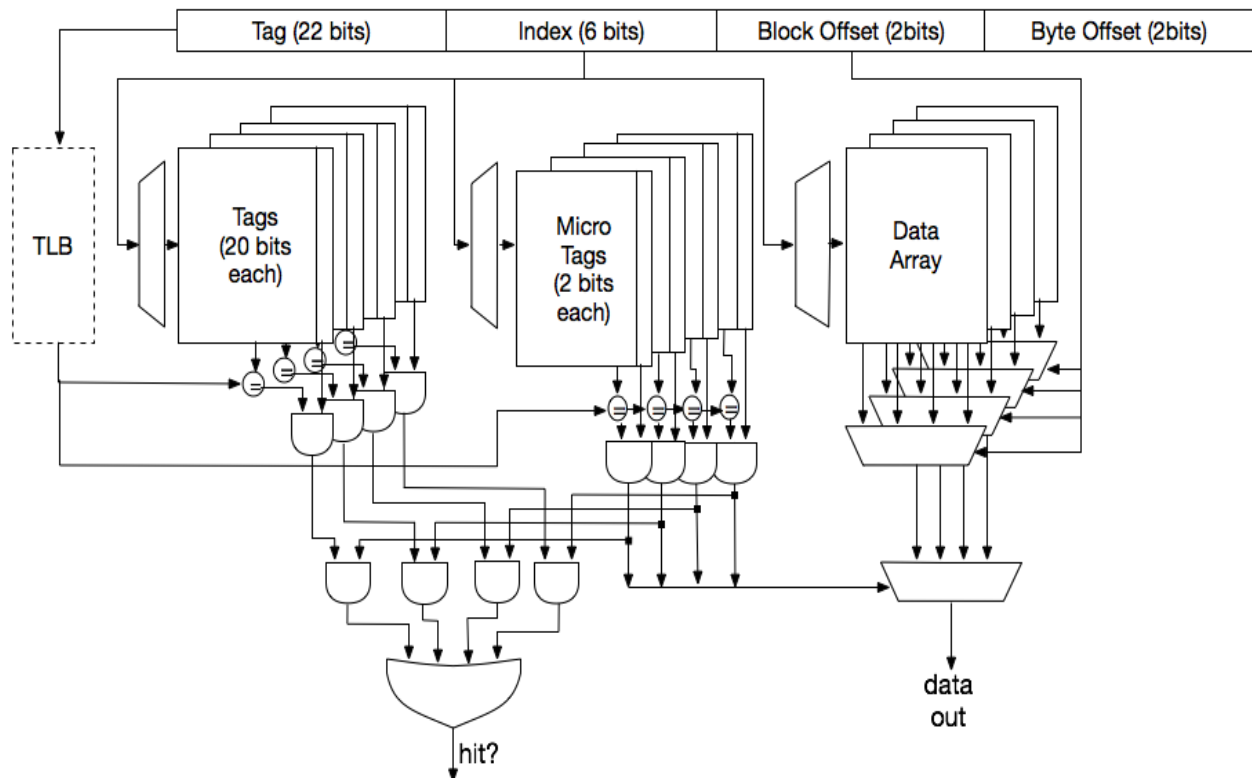 Tag (22 bits)
Index (6 bits)
Block Offset (2bits)
Byte Offset (2bits)
TLB
Tags
(20 bits
each)
Micro
Tags
(2 bits
each)
Data
Array
=
=
=
=
=
=
=
=
data
out
hit?